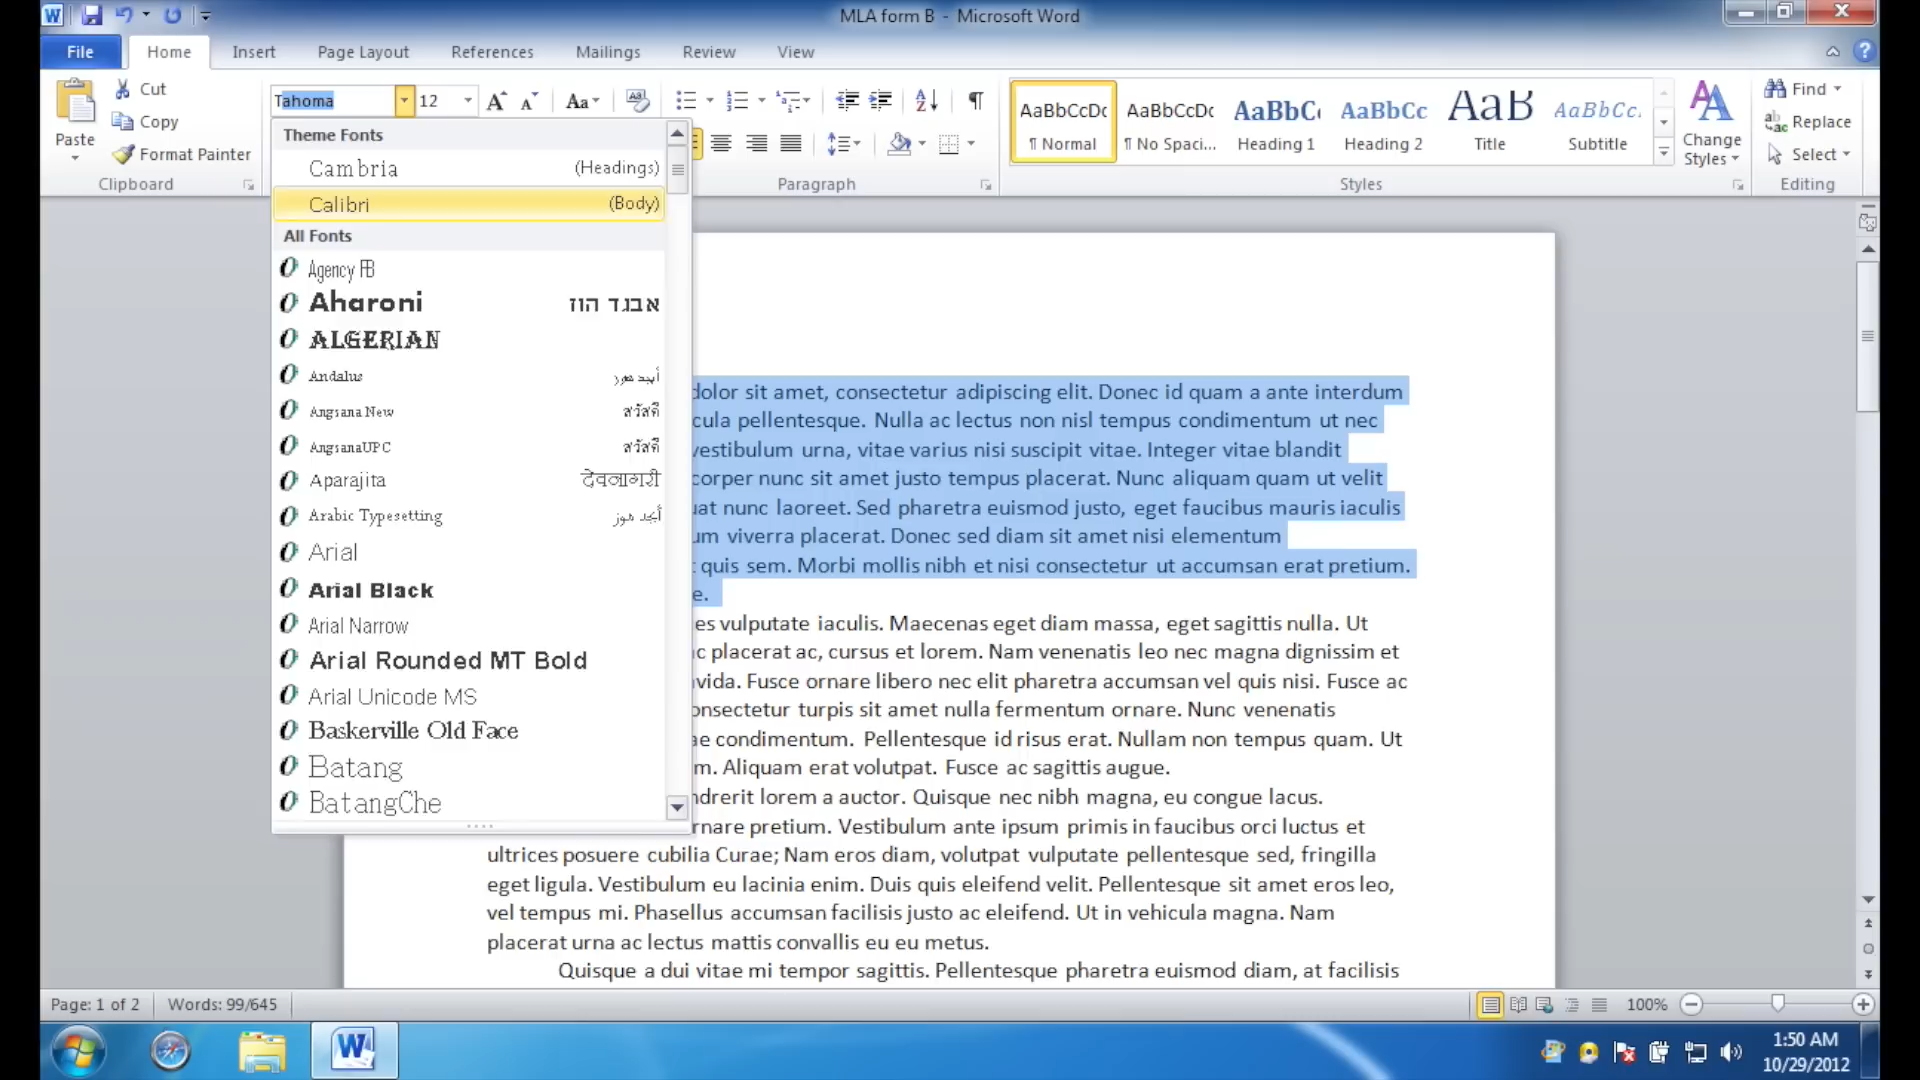 MLA form B - Microsoft Word
File Home Insert Page Layout References Mailings Review View
Paste
Cut
Copy
Format Painter
Clipboard
Tahoma 12
Aa
Paragraph
AaBbCcDc AaBbCcDc AaBbC AaBbCc AaB AaBbCc.
¶ Normal ¶ No Spaci... Heading 1 Heading 2 Title Subtitle
Change
Styles
Styles
Find
Replace
Select
Editing
Theme Fonts
Cambria (Headings)
Calibri (Body)
All Fonts
Agency FB
Aharoni אבגד הוז
ALGERIAN
Andalus أبجد هوز
Angsana New สวัสดี
AngsanaUPC สวัสดี
Aparajita देवनागरी
Arabic Typesetting أبجد هوز
Arial
Arial Black
Arial Narrow
Arial Rounded MT Bold
Arial Unicode MS
Baskerville Old Face
Batang
BatangChe
dolor sit amet, consectetur adipiscing elit. Donec id quam a ante interdum
cula pellentesque. Nulla ac lectus non nisl tempus condimentum ut nec
vestibulum urna, vitae varius nisi suscipit vitae. Integer vitae blandit
corper nunc sit amet justo tempus placerat. Nunc aliquam quam ut velit
uat nunc laoreet. Sed pharetra euismod justo, eget faucibus mauris iaculis
um viverra placerat. Donec sed diam sit amet nisi elementum
quis sem. Morbi mollis nibh et nisi consectetur ut accumsan erat pretium.
e.
es vulputate iaculis. Maecenas eget diam massa, eget sagittis nulla. Ut
c placerat ac, cursus et lorem. Nam venenatis leo nec magna dignissim et
vida. Fusce ornare libero nec elit pharetra accumsan vel quis nisi. Fusce ac
onsectetur turpis sit amet nulla fermentum ornare. Nunc venenatis
ae condimentum. Pellentesque id risus erat. Nullam non tempus quam. Ut
m. Aliquam erat volutpat. Fusce ac sagittis augue.
ndrerit lorem a auctor. Quisque nec nibh magna, eu congue lacus.
rnare pretium. Vestibulum ante ipsum primis in faucibus orci luctus et
ultrices posuere cubilia Curae; Nam eros diam, volutpat vulputate pellentesque sed, fringilla
eget ligula. Vestibulum eu lacinia enim. Duis quis eleifend velit. Pellentesque sit amet eros leo,
vel tempus mi. Phasellus accumsan facilisis justo ac eleifend. Ut in vehicula magna. Nam
placerat urna ac lectus mattis convallis eu eu metus.
Quisque a dui vitae mi tempor sagittis. Pellentesque pharetra euismod diam, at facilisis
Page: 1 of 2 Words: 99/645 100%
1:50 AM
10/29/2012